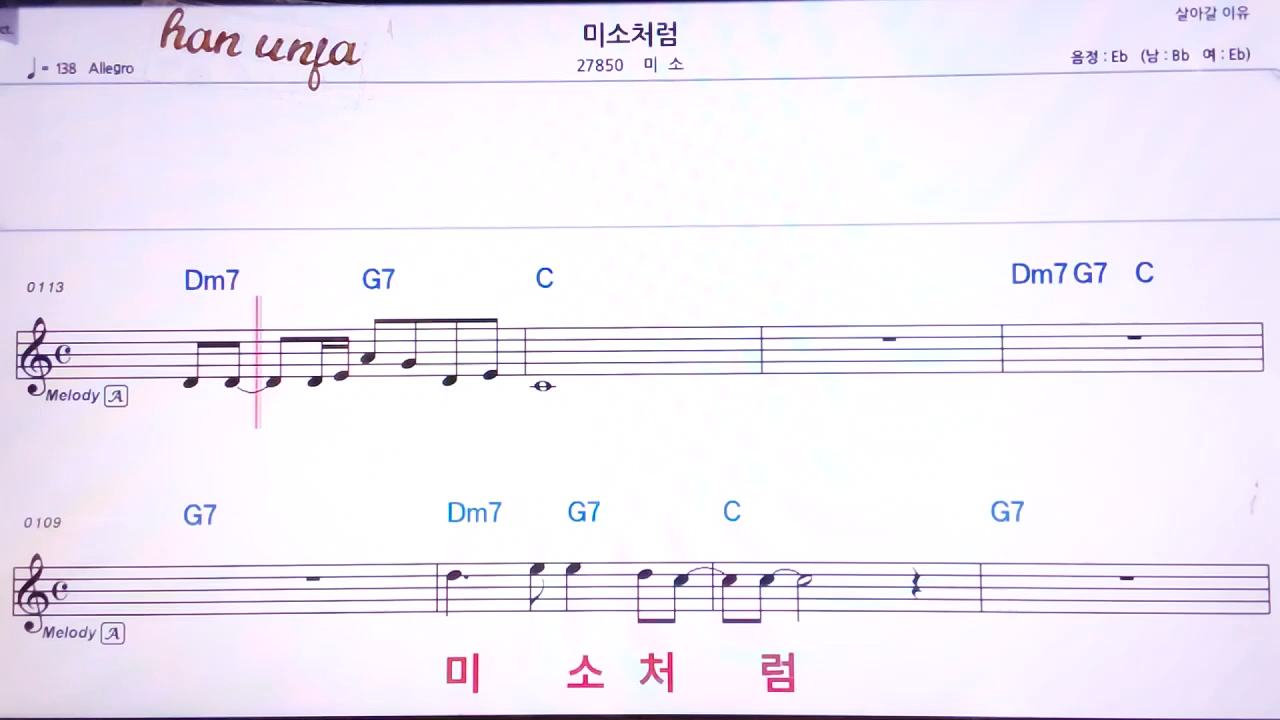 ct.
han unfa
미소처럼
살아갈 이유
♩= 138 Allegro
27850 미 소
음정 : Eb (남 : Bb 여 : Eb)
0113 Dm7 G7 C Dm7 G7 C
Melody A
0109 G7 Dm7 G7 C G7
Melody A
미 소 처 럼